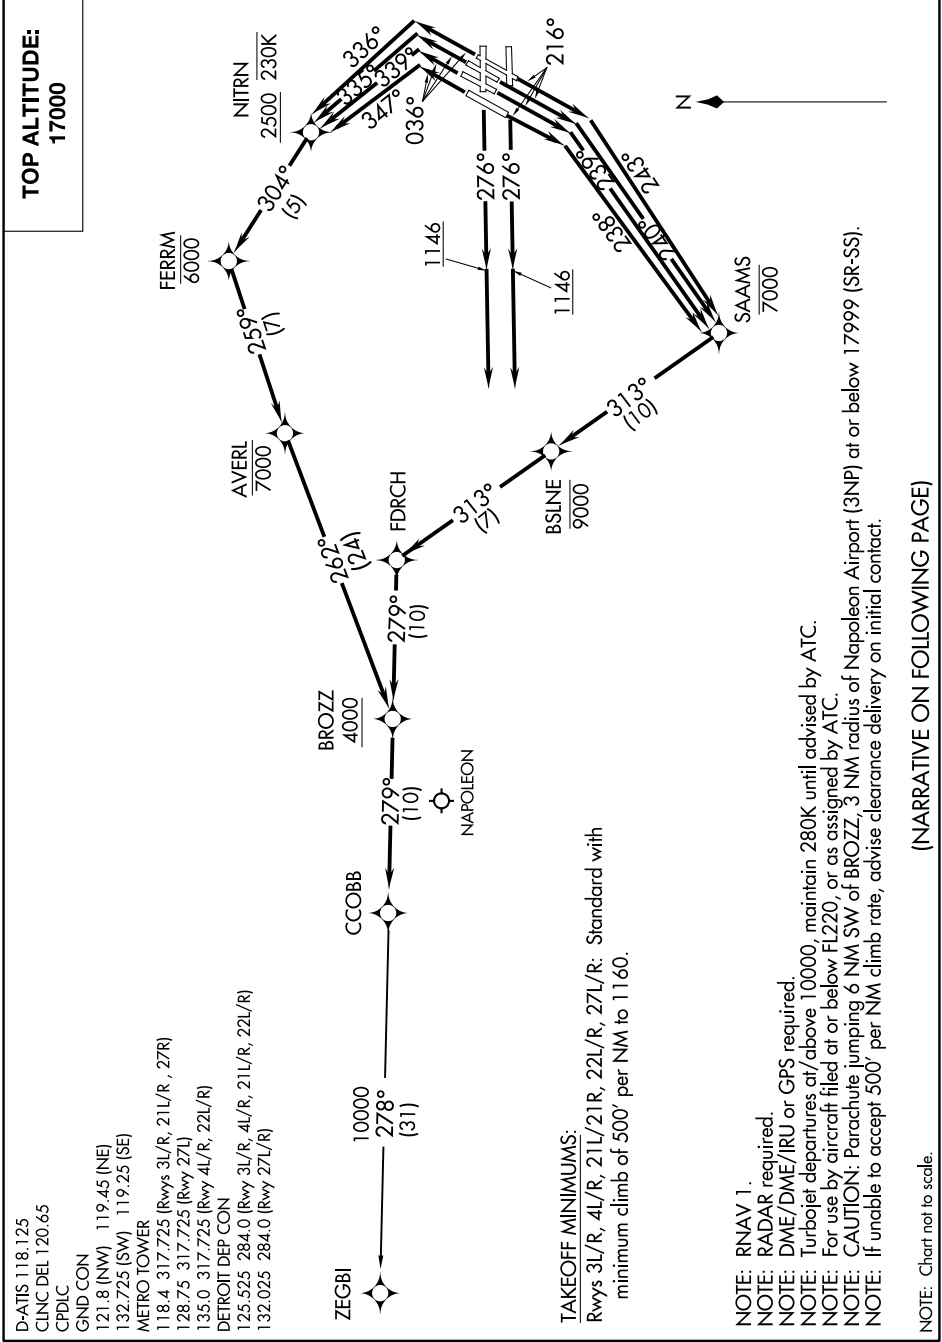 TOP ALTITUDE:
17000
D-ATIS 118.125
CLNC DEL 120.65
CPDLC
GND CON
121.8 (NW) 119.45 (NE)
132.725 (SW) 119.25 (SE)
METRO TOWER
118.4 317.725 (Rwys 3L/R, 21L/R , 27R)
128.75 317.725 (Rwy 27L)
135.0 317.725 (Rwy 4L/R, 22L/R)
DETROIT DEP CON
125.525 284.0 (Rwy 3L/R, 4L/R, 21L/R, 22L/R)
132.025 284.0 (Rwy 27L/R)
NITRN
2500 230K
336°
335°
339°
347°
036°
216°
N
304°
(5)
FERRM
6000
259°
(7)
AVERL
7000
262°
(24)
276°
276°
1146
1146
239°
243°
238°
240°
SAAMS
7000
313°
(10)
BSLNE
9000
313°
(7)
FDRCH
279°
(10)
BROZZ
4000
279°
(10)
NAPOLEON
CCOBB
10000
278°
(31)
ZEGBI
TAKEOFF MINIMUMS:
Rwys 3L/R, 4L/R, 21L/21R, 22L/R, 27L/R: Standard with
minimum climb of 500' per NM to 1160.
NOTE: RNAV 1.
NOTE: RADAR required.
NOTE: DME/DME/IRU or GPS required.
NOTE: Turbojet departures at/above 10000, maintain 280K until advised by ATC.
NOTE: For use by aircraft filed at or below FL220, or as assigned by ATC.
NOTE: CAUTION: Parachute jumping 6 NM SW of BROZZ, 3 NM radius of Napoleon Airport (3NP) at or below 17999 (SR-SS).
NOTE: If unable to accept 500' per NM climb rate, advise clearance delivery on initial contact.
(NARRATIVE ON FOLLOWING PAGE)
NOTE: Chart not to scale.